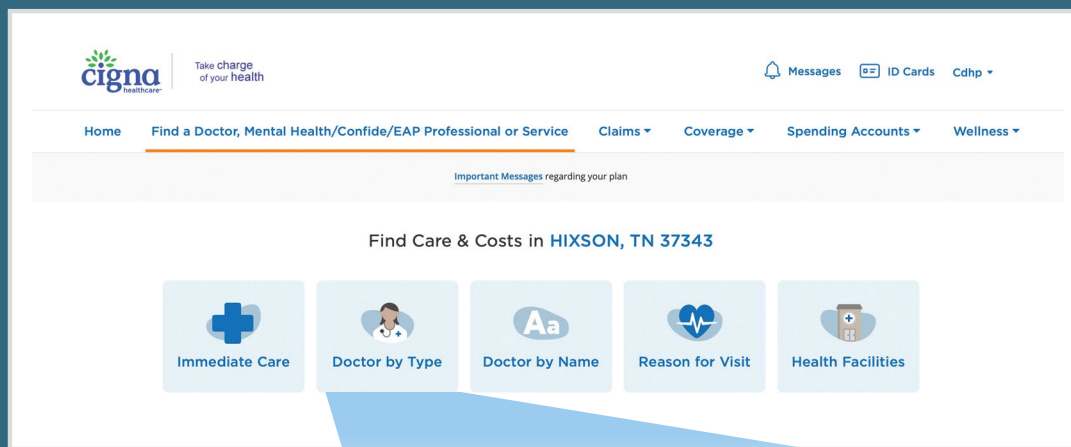 cigna
healthcare
Take charge
of your health
Messages
ID Cards
Cdhp
Home
Find a Doctor, Mental Health/Confide/EAP Professional or Service
Claims
Coverage
Spending Accounts
Wellness
Important Messages regarding your plan
Find Care & Costs in HIXSON, TN 37343
Immediate Care
Doctor by Type
Aa
Doctor by Name
Reason for Visit
Health Facilities